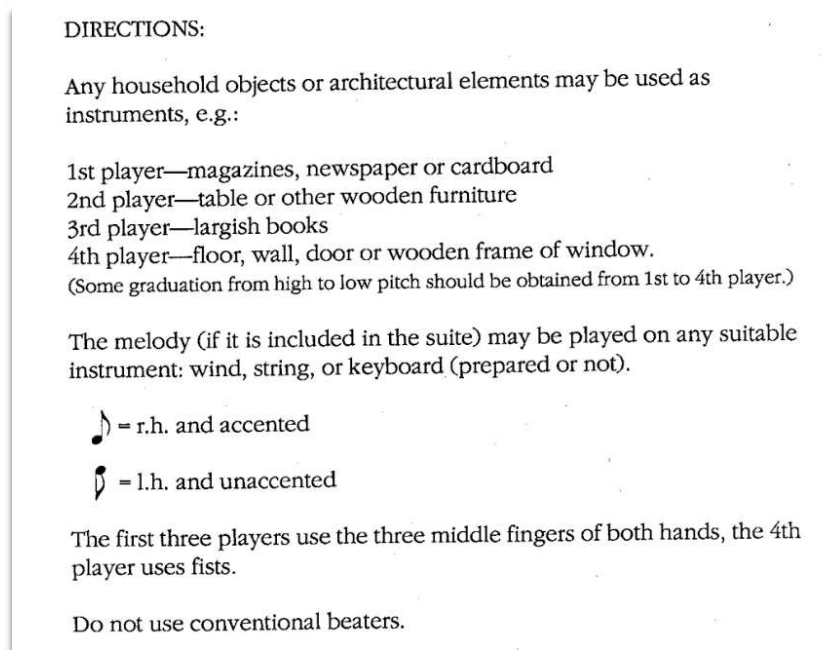 DIRECTIONS:
Any household objects or architectural elements may be used as
instruments, e.g.:
1st player—magazines, newspaper or cardboard
2nd player—table or other wooden furniture
3rd player—largish books
4th player—floor, wall, door or wooden frame of window.
(Some graduation from high to low pitch should be obtained from 1st to 4th player.)
The melody (if it is included in the suite) may be played on any suitable
instrument: wind, string, or keyboard (prepared or not).
= r.h. and accented
= l.h. and unaccented
The first three players use the three middle fingers of both hands, the 4th
player uses fists.
Do not use conventional beaters.